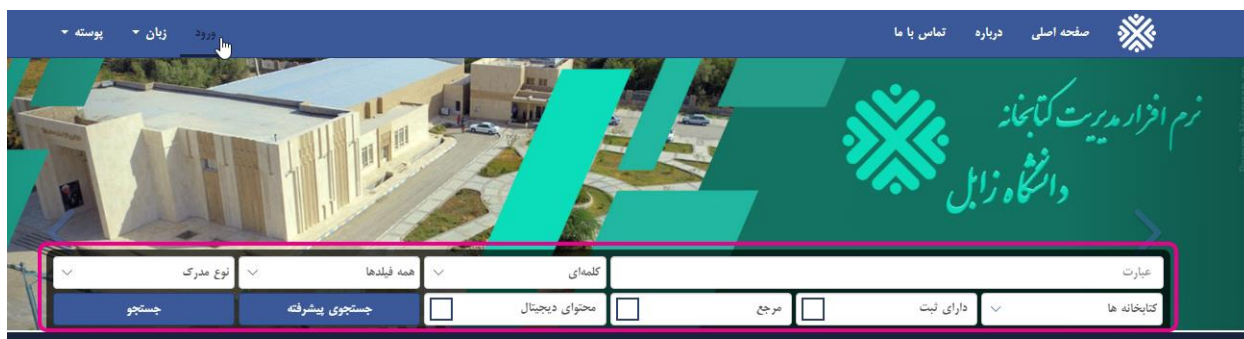 صفحه اصلی درباره تماس با ما ورود زبان پوسته
نرم افزار مدیریت کتابخانه
دانشگاه زابل
عبارت کلمه‌ای همه فیلدها نوع مدرک
کتابخانه ها دارای ثبت مرجع محتوای دیجیتال جستجوی پیشرفته جستجو